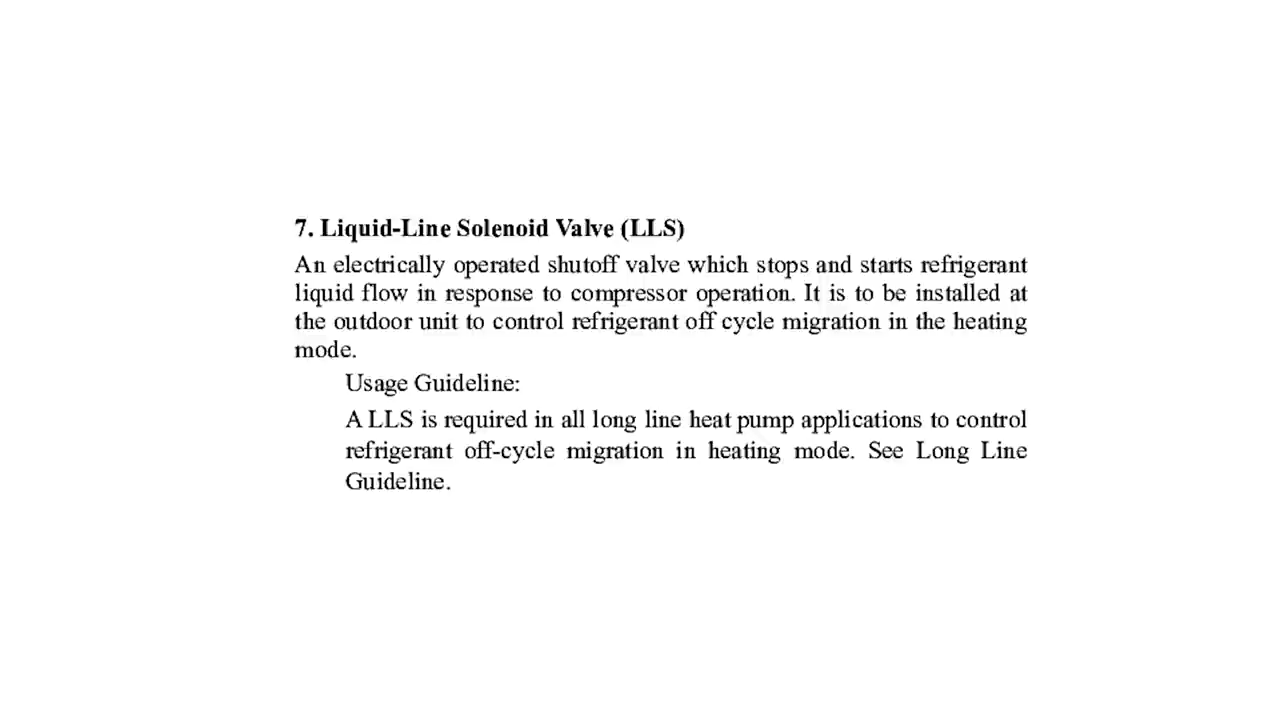 7. Liquid-Line Solenoid Valve (LLS)
An electrically operated shutoff valve which stops and starts refrigerant
liquid flow in response to compressor operation. It is to be installed at
the outdoor unit to control refrigerant off cycle migration in the heating
mode.
Usage Guideline:
A LLS is required in all long line heat pump applications to control
refrigerant off-cycle migration in heating mode. See Long Line
Guideline.